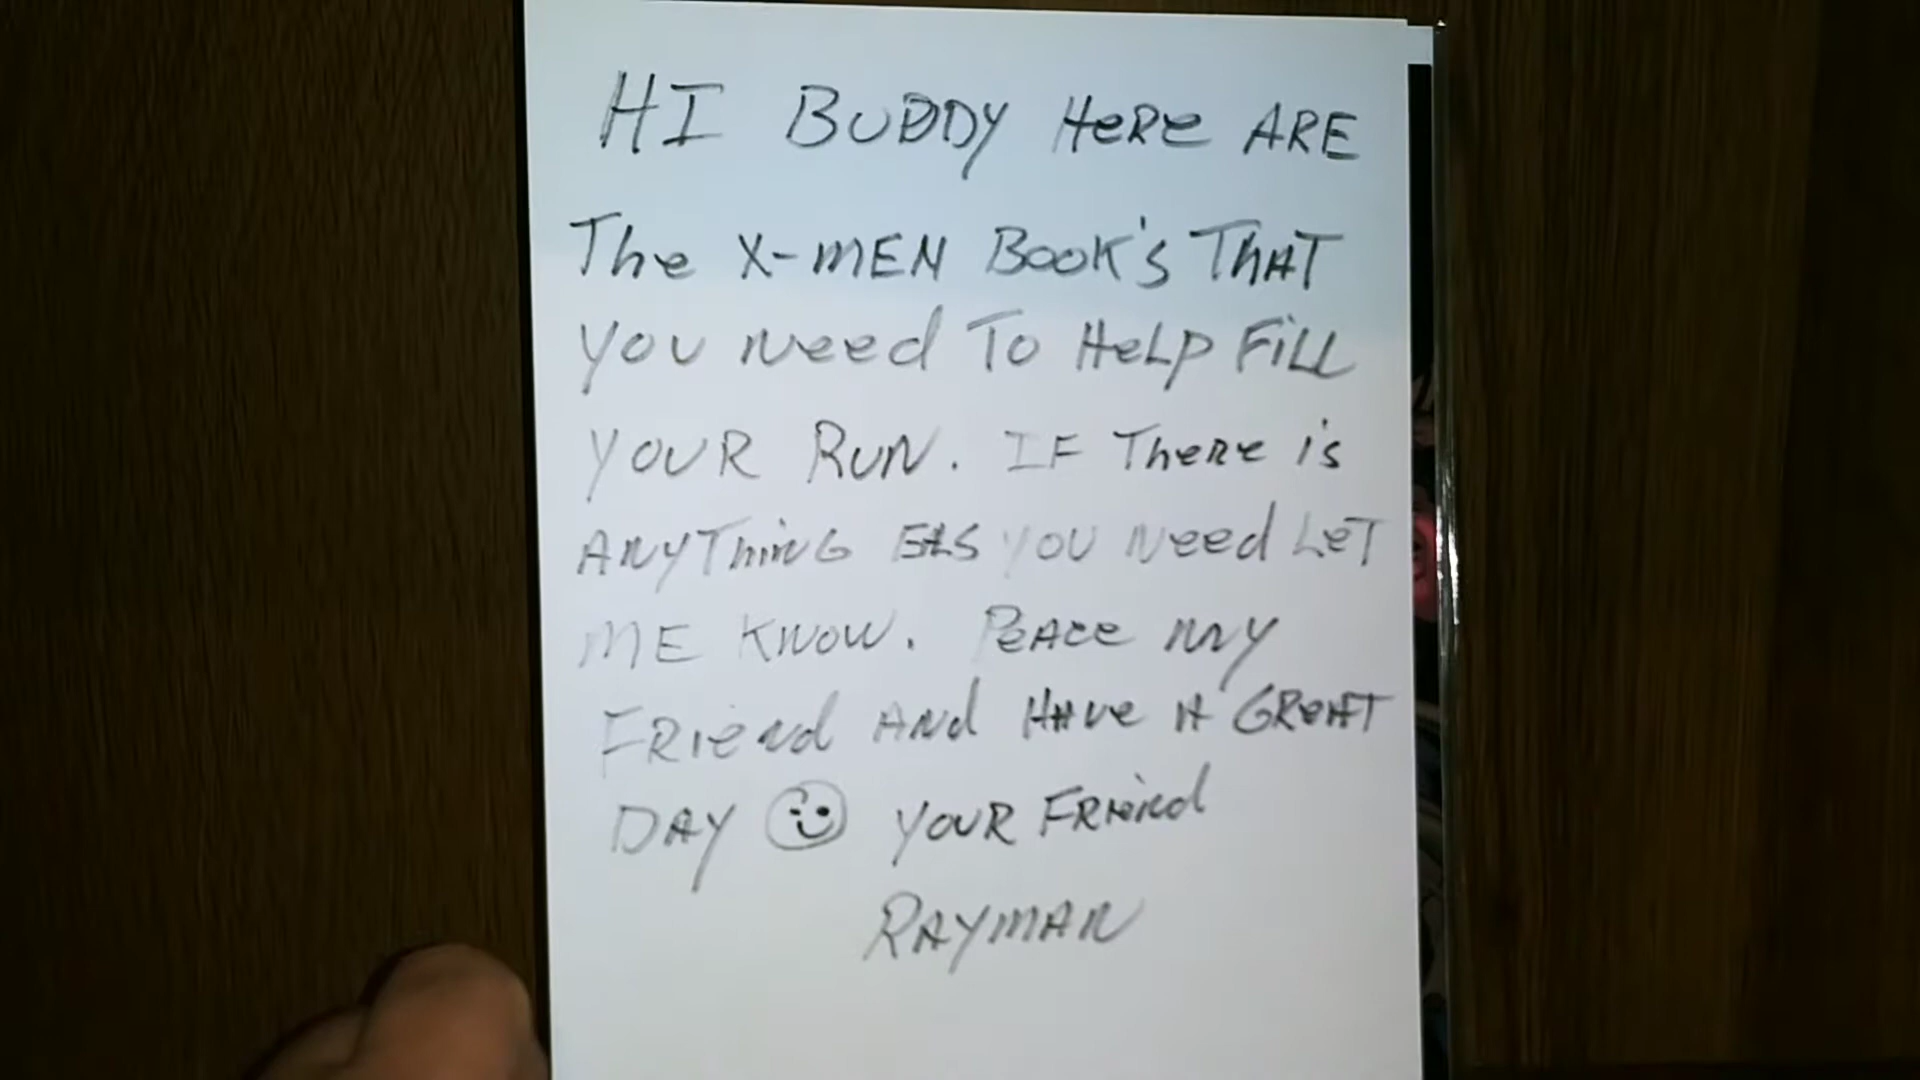 HI BUDDY HeRe ARE
The X-MEN Book's ThAT
you Need To HeLP FiLL
YOUR RUN. IF TheRe is
ANYThiNG ELS YOU Need LeT
ME KNOW. PeACe My
FRiend ANd HAve A GReAT
DAY YOUR FRiend
RAYMAN